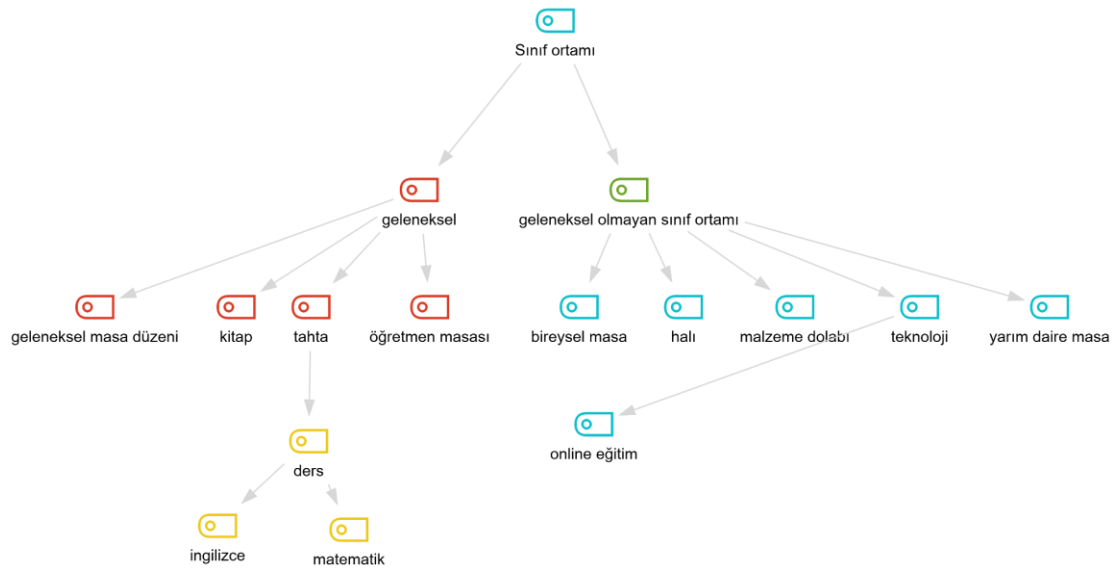 Sınıf ortamı
geleneksel
geleneksel olmayan sınıf ortamı
geleneksel masa düzeni
kitap
tahta
öğretmen masası
bireysel masa
halı
malzeme dolabı
teknoloji
yarım daire masa
online eğitim
ders
ingilizce
matematik